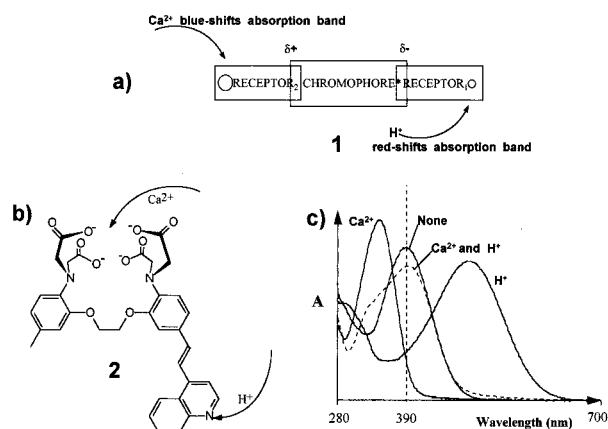 Ca²⁺ blue-shifts absorption band
δ+ δ-
a)
RECEPTOR₂ CHROMOPHORE* RECEPTOR₁
1
H⁺
red-shifts absorption band
b)
Ca²⁺
O O⁻ O O⁻
O O⁻ O O⁻
N N
O O
2
H⁺
N
c)
Ca²⁺ None
Ca²⁺ and H⁺
H⁺
A
280 390 700
Wavelength (nm)